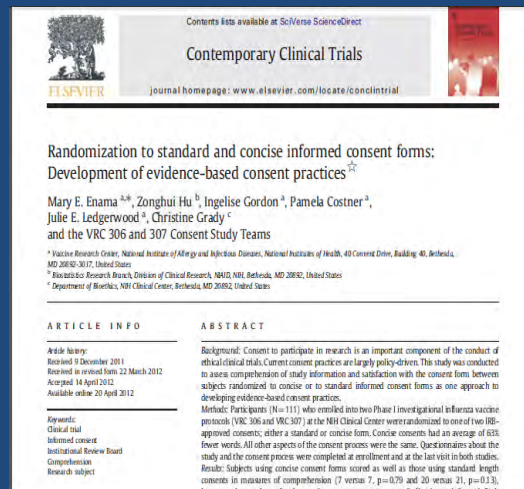 Contents lists available at SciVerse ScienceDirect
Contemporary Clinical Trials
journal homepage: www.elsevier.com/locate/conclintrial
ELSEVIER
Randomization to standard and concise informed consent forms:
Development of evidence-based consent practices☆
Mary E. Enama a,*, Zonghui Hu b, Ingelise Gordon a, Pamela Costner a,
Julie E. Ledgerwood a, Christine Grady c
and the VRC 306 and 307 Consent Study Teams
a Vaccine Research Center, National Institute of Allergy and Infectious Diseases, National Institutes of Health, 40 Convent Drive, Building 40, Bethesda,
MD 20892-3017, United States
b Biostatistics Research Branch, Division of Clinical Research, NIAID, NIH, Bethesda, MD 20892, United States
c Department of Bioethics, NIH Clinical Center, Bethesda, MD 20892, United States
ARTICLE INFO
Article history:
Received 9 December 2011
Received in revised form 22 March 2012
Accepted 14 April 2012
Available online 20 April 2012
Keywords:
Clinical trial
Informed consent
Institutional Review Board
Comprehension
Research subject
ABSTRACT
Background: Consent to participate in research is an important component of the conduct of
ethical clinical trials. Current consent practices are largely policy-driven. This study was conducted
to assess comprehension of study information and satisfaction with the consent form between
subjects randomized to concise or to standard informed consent forms as one approach to
developing evidence-based consent practices.
Methods: Participants (N=111) who enrolled into two Phase I investigational influenza vaccine
protocols (VRC 306 and VRC 307) at the NIH Clinical Center were randomized to one of two IRB-
approved consents; either a standard or concise form. Concise consents had an average of 63%
fewer words. All other aspects of the consent process were the same. Questionnaires about the
study and the consent process were completed at enrollment and at the last visit in both studies.
Results: Subjects using concise consent forms scored as well as those using standard length
consents in measures of comprehension (7 versus 7, p=0.79 and 20 versus 21, p=0.13),